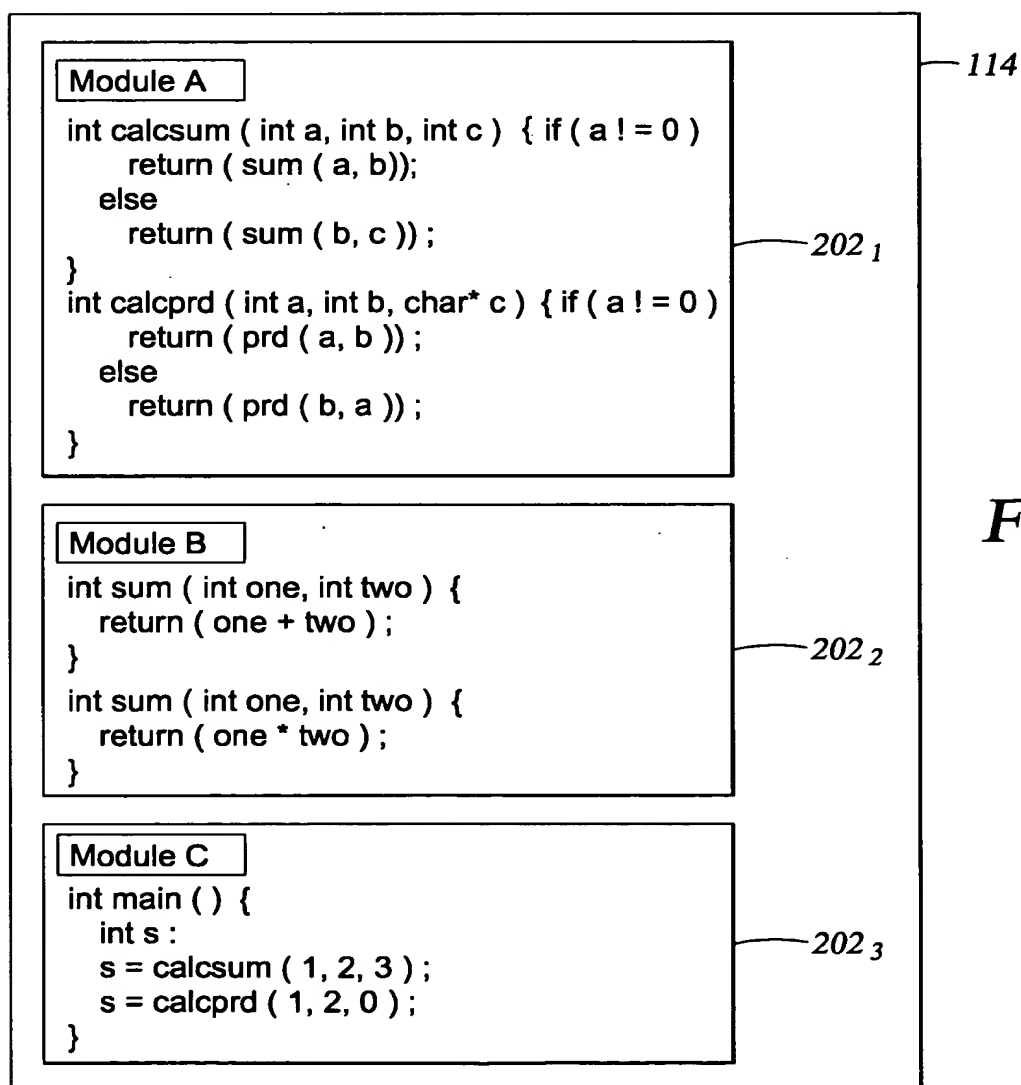 Module A
int calcsum ( int a, int b, int c )  { if ( a ! = 0 )
return ( sum ( a, b));
else
return ( sum ( b, c )) ;
}
int calcprd ( int a, int b, char* c ) { if ( a ! = 0 )
return ( prd ( a, b )) ;
else
return ( prd ( b, a )) ;
}
Module B
int sum ( int one, int two )  {
return ( one + two ) ;
}
int sum ( int one, int two )  {
return ( one * two ) ;
}
Module C
int main ( )  {
int s :
s = calcsum ( 1, 2, 3 ) ;
s = calcprd ( 1, 2, 0 ) ;
}
114
202 1
202 2
202 3
F